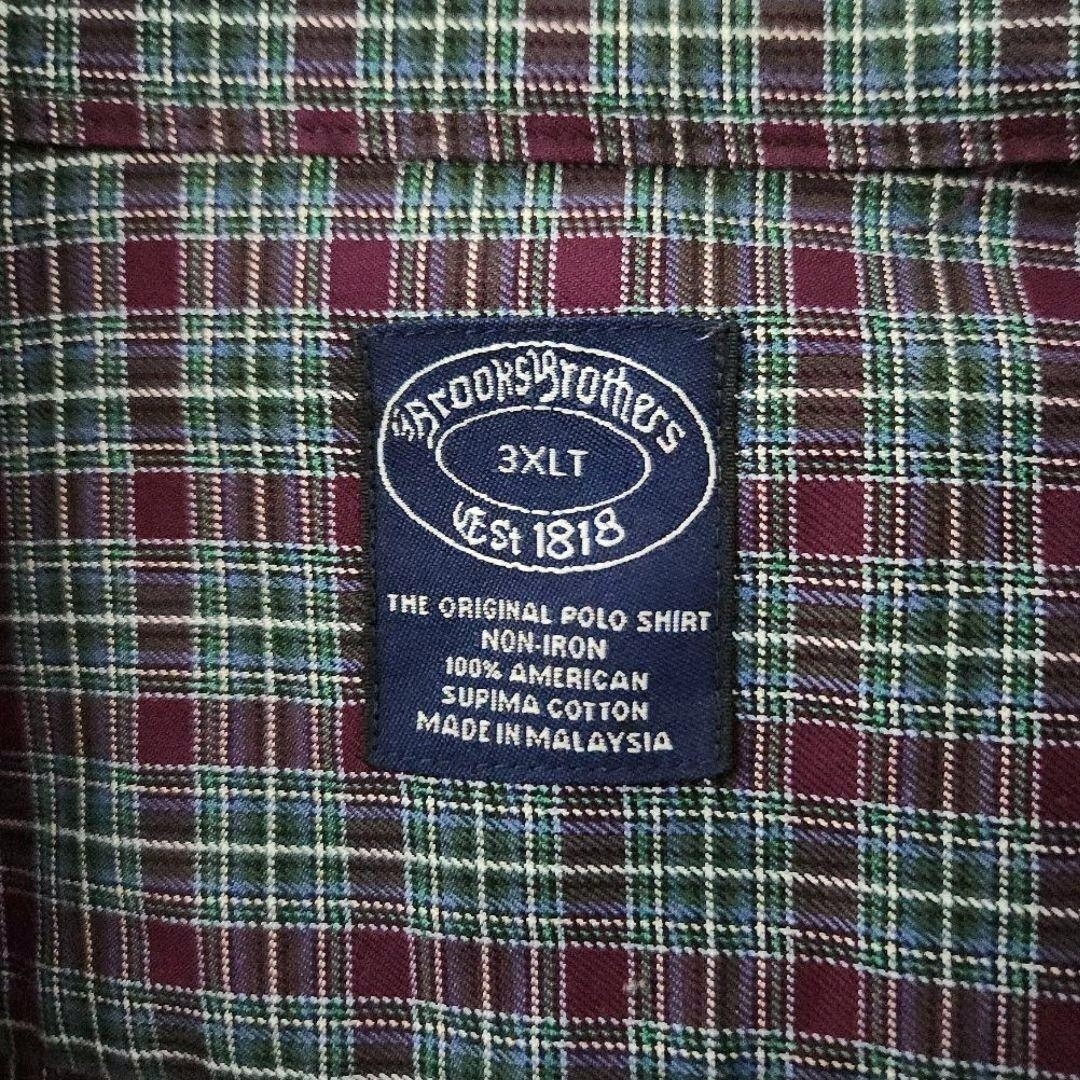 Brooks Brothers
3XLT
Est 1818
THE ORIGINAL POLO SHIRT
NON-IRON
100% AMERICAN
SUPIMA COTTON
MADE IN MALAYSIA